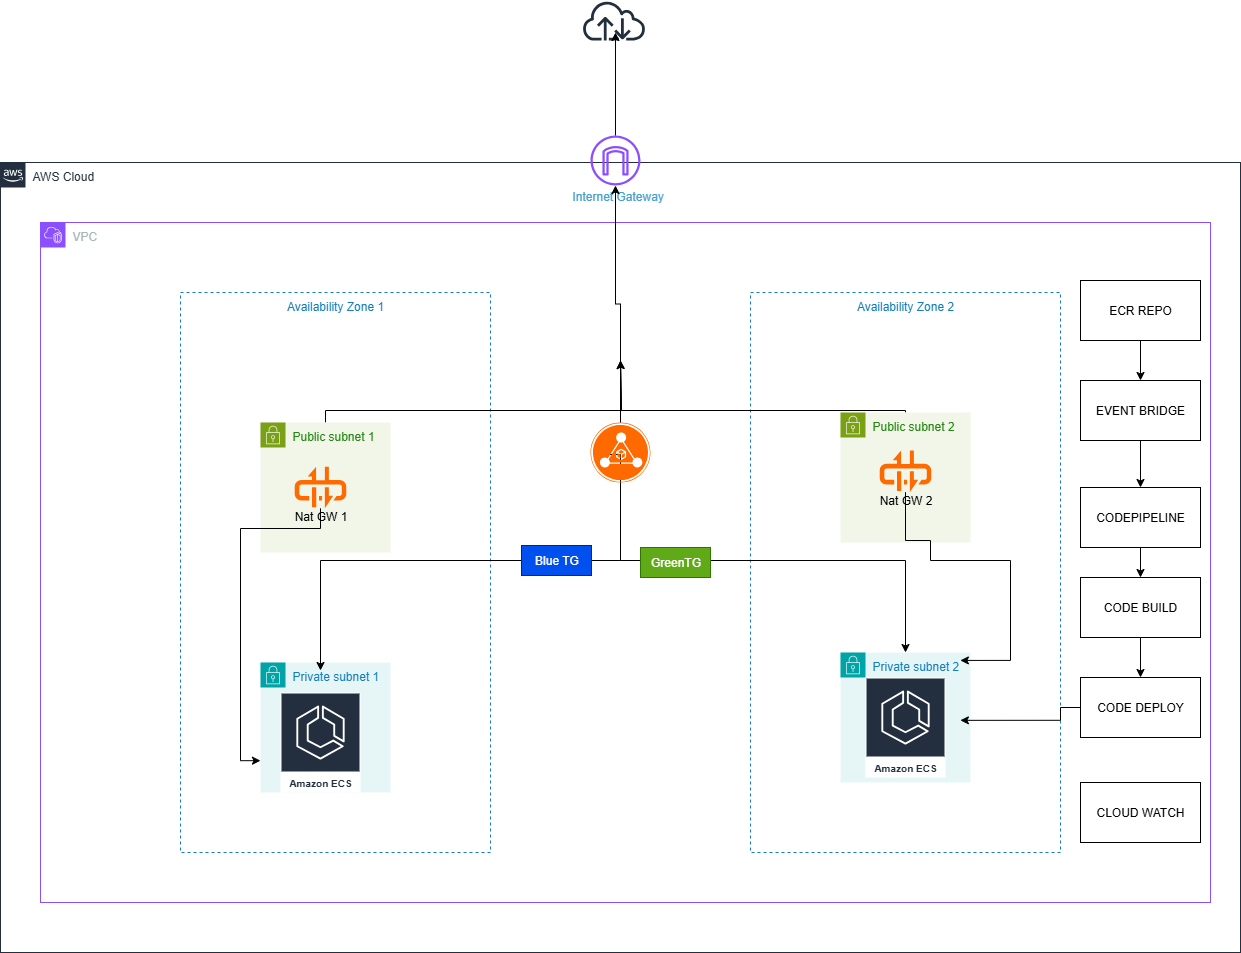 aws
AWS Cloud
Internet Gateway
VPC
Availability Zone 1
Availability Zone 2
ECR REPO
EVENT BRIDGE
Public subnet 1
Public subnet 2
Nat GW 1
Nat GW 2
CODEPIPELINE
Blue TG
GreenTG
CODE BUILD
Private subnet 1
Private subnet 2
CODE DEPLOY
Amazon ECS
Amazon ECS
CLOUD WATCH